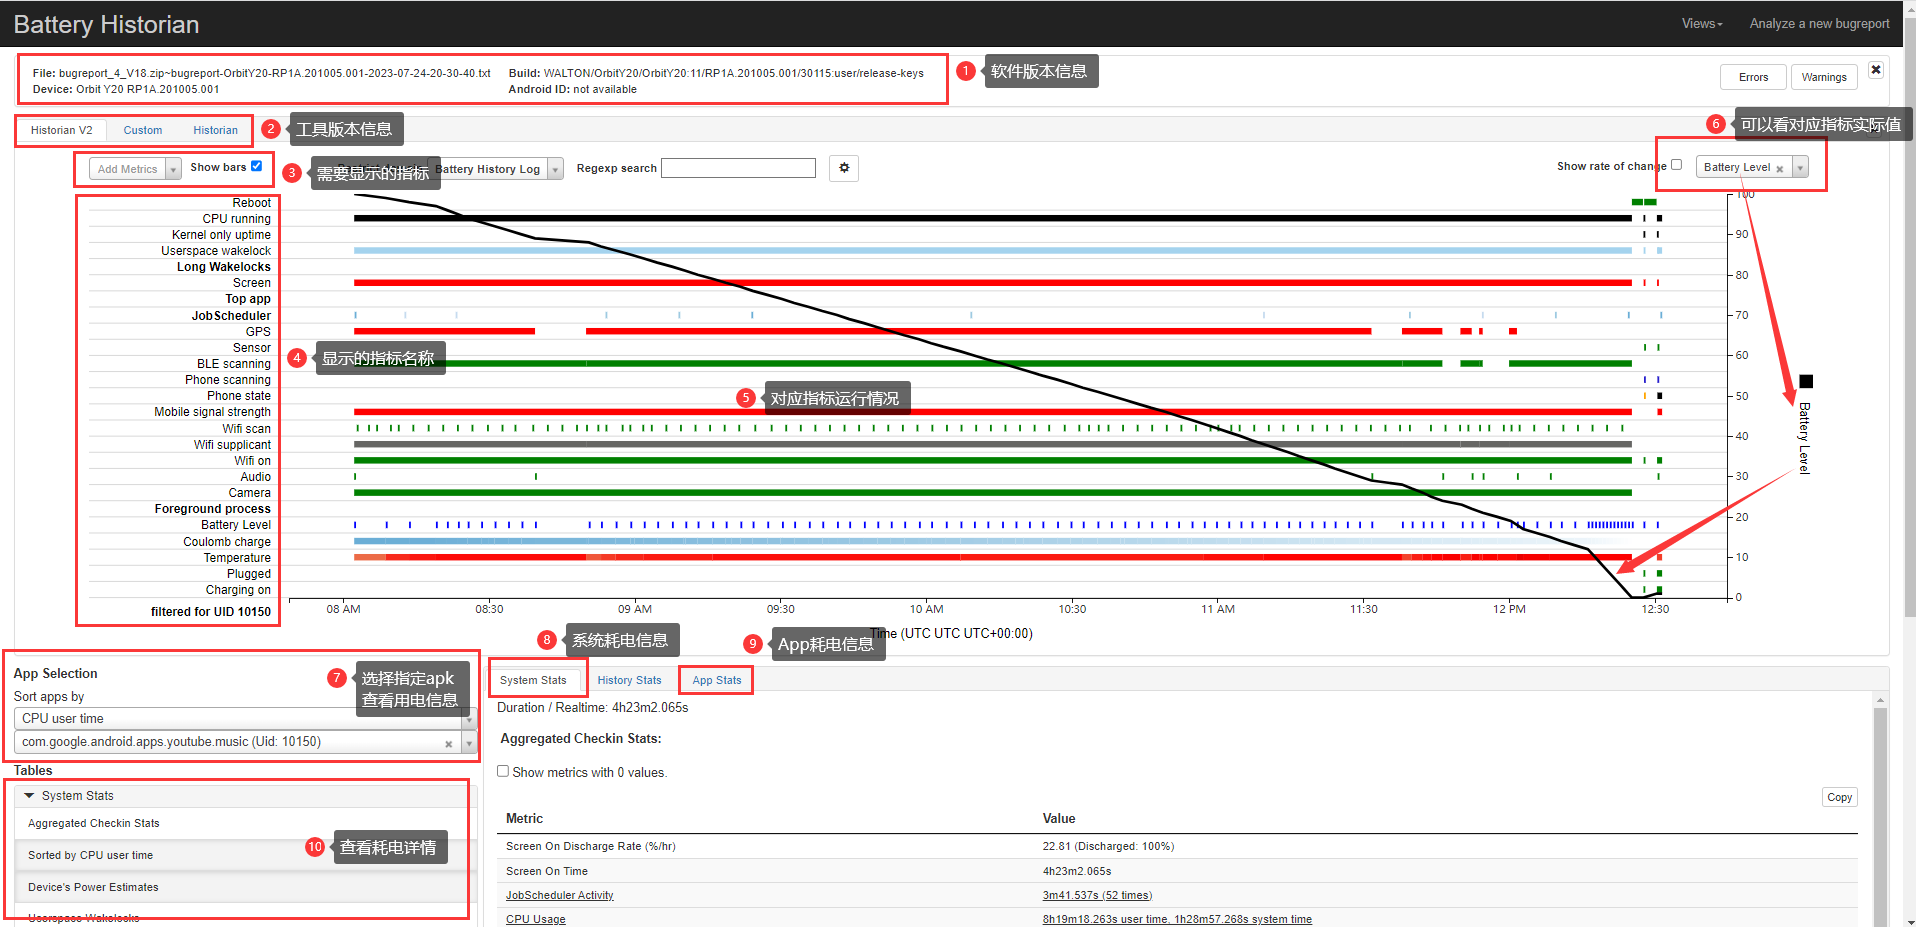 Battery Historian
Views
Analyze a new bugreport
File: bugreport_4_V18.zip~bugreport-OrbitY20-RP1A.201005.001-2023-07-24-20-30-40.txt
Build: WALTON/OrbitY20/OrbitY20:11/RP1A.201005.001/30115:user/release-keys
Device: Orbit Y20 RP1A.201005.001
Android ID: not available
1 软件版本信息
Errors
Warnings
Historian V2
Custom
Historian
2 工具版本信息
6 可以看对应指标实际值
Add Metrics
Show bars
3 需要显示的指标
Battery History Log
Regexp search
Show rate of change
Battery Level
Reboot
CPU running
Kernel only uptime
Userspace wakelock
Long Wakelocks
Screen
Top app
JobScheduler
GPS
Sensor
BLE scanning
Phone scanning
Phone state
Mobile signal strength
Wifi scan
Wifi supplicant
Wifi on
Audio
Camera
Foreground process
Battery Level
Coulomb charge
Temperature
Plugged
Charging on
filtered for UID 10150
4 显示的指标名称
5 对应指标运行情况
100
90
80
70
60
50
40
30
20
10
0
Battery Level
08 AM
08:30
09 AM
09:30
10 AM
10:30
11 AM
11:30
12 PM
12:30
Time (UTC UTC UTC+00:00)
8 系统耗电信息
9 App耗电信息
App Selection
Sort apps by
CPU user time
com.google.android.apps.youtube.music (Uid: 10150)
7 选择指定apk
查看用电信息
Tables
System Stats
Aggregated Checkin Stats
Sorted by CPU user time
Device's Power Estimates
Userspace Wakelocks
10 查看耗电详情
System Stats
History Stats
App Stats
Duration / Realtime: 4h23m2.065s
Aggregated Checkin Stats:
Show metrics with 0 values.
Copy
Metric
Value
Screen On Discharge Rate (%/hr)
22.81 (Discharged: 100%)
Screen On Time
4h23m2.065s
JobScheduler Activity
3m41.537s (52 times)
CPU Usage
8h19m18.263s user time, 1h28m57.268s system time